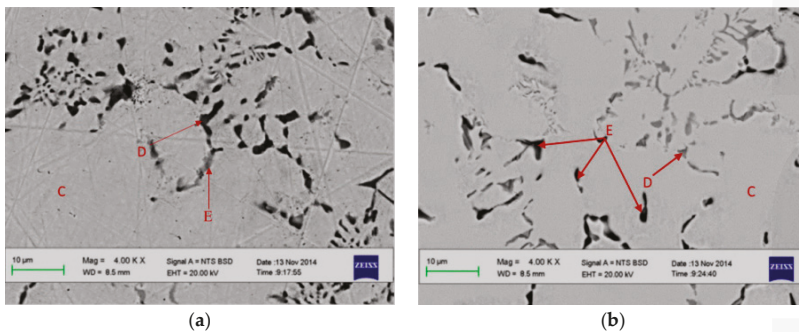 D
E
C
10 µm
Mag = 4.00 K X
Signal A = NTS BSD
Date :13 Nov 2014
WD = 8.5 mm
EHT = 20.00 kV
Time :9:17:55
ZEISS
(a)
E
D
C
10 µm
Mag = 4.00 K X
Signal A = NTS BSD
Date :13 Nov 2014
WD = 8.5 mm
EHT = 20.00 kV
Time :9:24:40
ZEISS
(b)